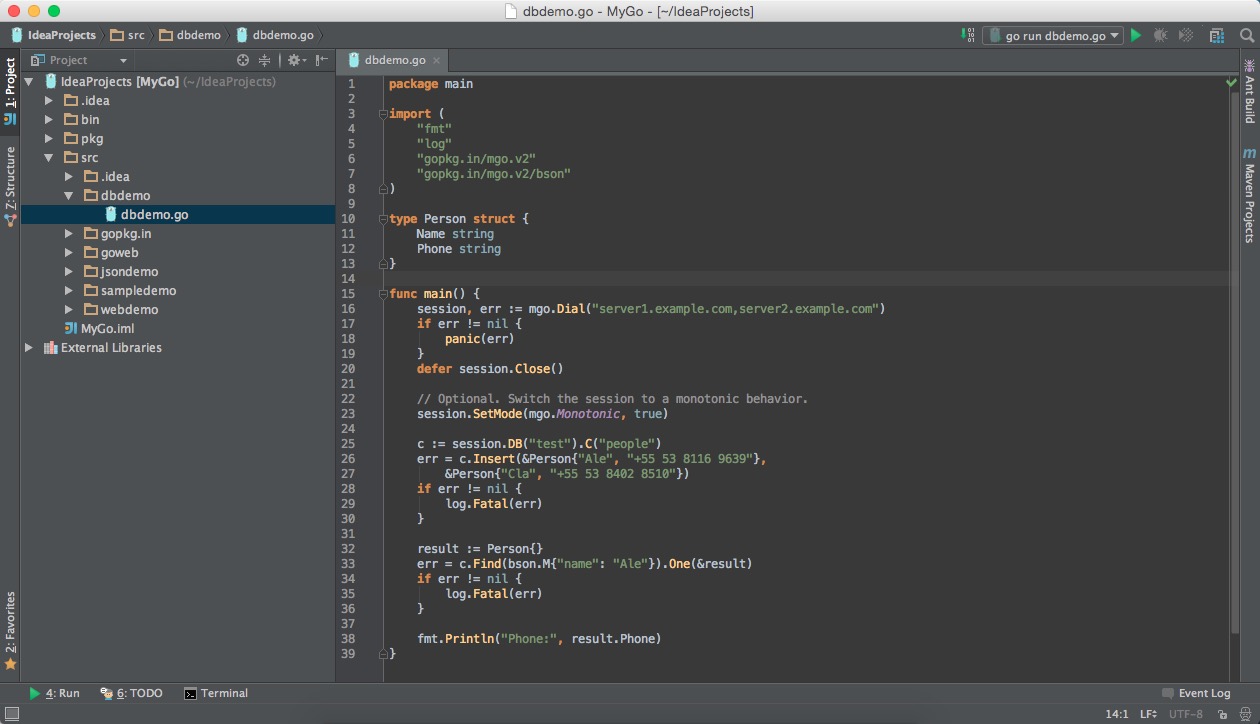 dbdemo.go - MyGo - [~/IdeaProjects]
IdeaProjects src dbdemo dbdemo.go
go run dbdemo.go
1: Project
Z: Structure
2: Favorites
Project
IdeaProjects [MyGo] (~/IdeaProjects)
.idea
bin
pkg
src
.idea
dbdemo
dbdemo.go
gopkg.in
goweb
jsondemo
sampledemo
webdemo
MyGo.iml
External Libraries
dbdemo.go
1 package main
2
3 import (
4 "fmt"
5 "log"
6 "gopkg.in/mgo.v2"
7 "gopkg.in/mgo.v2/bson"
8 )
9
10 type Person struct {
11 Name string
12 Phone string
13 }
14
15 func main() {
16 session, err := mgo.Dial("server1.example.com,server2.example.com")
17 if err != nil {
18 panic(err)
19 }
20 defer session.Close()
21
22 // Optional. Switch the session to a monotonic behavior.
23 session.SetMode(mgo.Monotonic, true)
24
25 c := session.DB("test").C("people")
26 err = c.Insert(&Person{"Ale", "+55 53 8116 9639"},
27 &Person{"Cla", "+55 53 8402 8510"})
28 if err != nil {
29 log.Fatal(err)
30 }
31
32 result := Person{}
33 err = c.Find(bson.M{"name": "Ale"}).One(&result)
34 if err != nil {
35 log.Fatal(err)
36 }
37
38 fmt.Println("Phone:", result.Phone)
39 }
Ant Build
Maven Projects
4: Run 6: TODO Terminal
Event Log
14:1 LF UTF-8